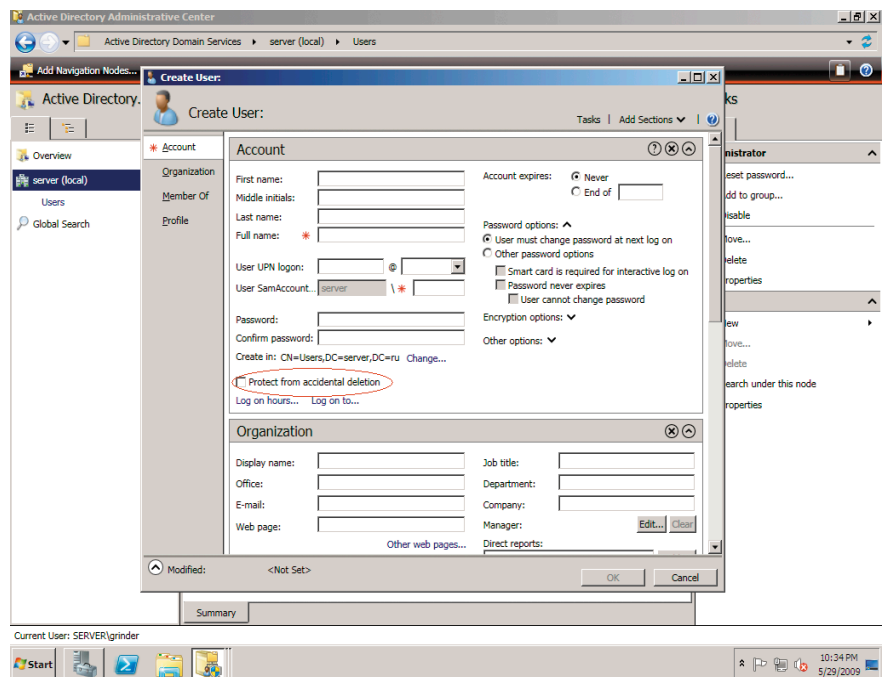 Active Directory Administrative Center
Active Directory Domain Services server (local) Users
Add Navigation Nodes...
Active Directory.
Overview
server (local)
Users
Global Search
Create User:
Create User:
Tasks | Add Sections |
* Account
Organization
Member Of
Profile
Account
First name:
Middle initials:
Last name:
Full name: *
User UPN logon: @
User SamAccount... server \ *
Password:
Confirm password:
Create in: CN=Users,DC=server,DC=ru Change...
Protect from accidental deletion
Log on hours... Log on to...
Account expires: Never
End of
Password options:
User must change password at next log on
Other password options
Smart card is required for interactive log on
Password never expires
User cannot change password
Encryption options:
Other options:
Organization
Display name:
Office:
E-mail:
Web page:
Other web pages...
Job title:
Department:
Company:
Manager: Edit... Clear
Direct reports:
Modified: <Not Set>
OK Cancel
ks
nistrator
eset password...
dd to group...
isable
ove...
elete
roperties
ew
ove...
elete
earch under this node
roperties
Summary
Current User: SERVER\grinder
Start
10:34 PM
5/29/2009